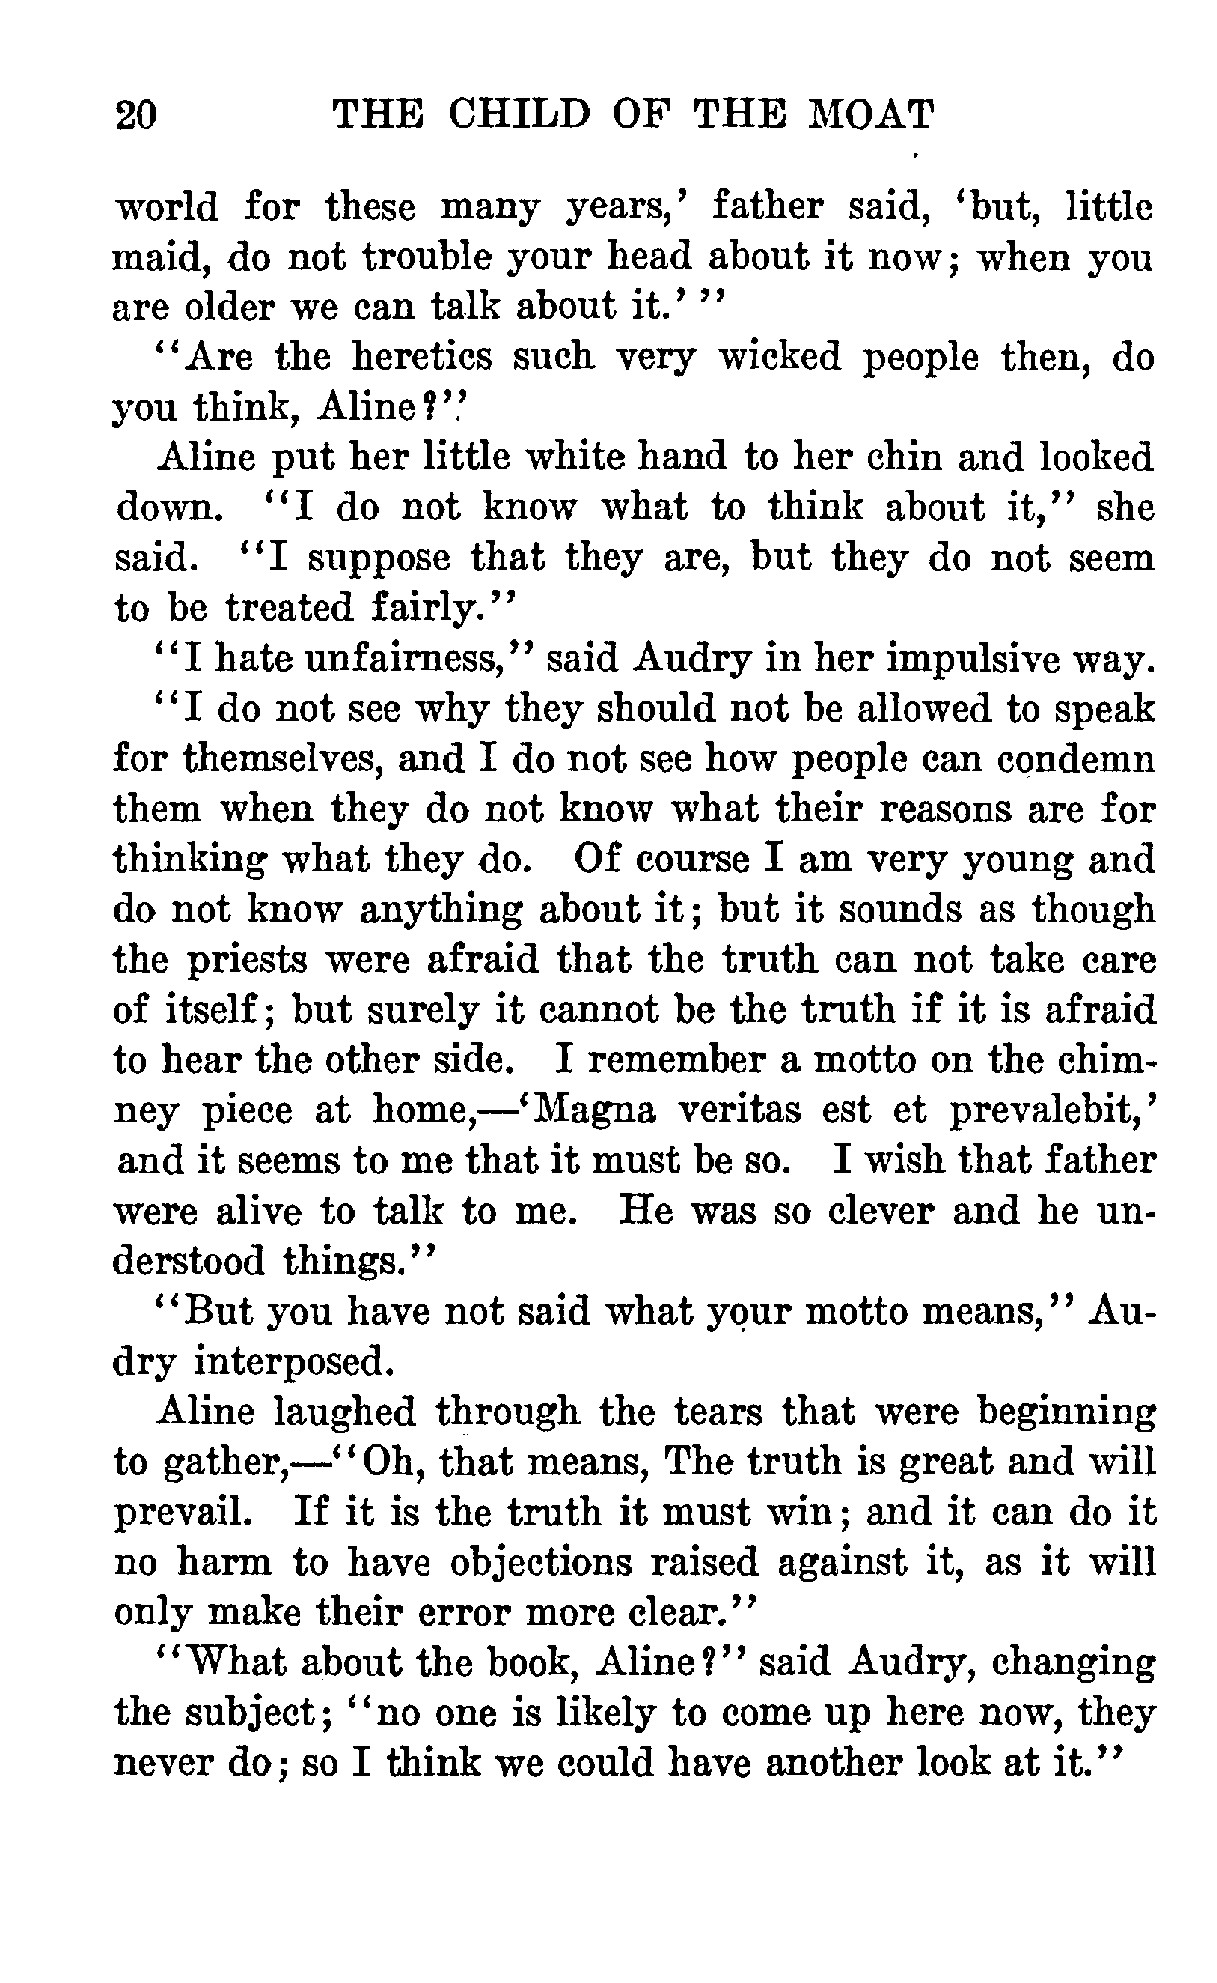 20 THE CHILD OF THE MOAT
world for these many years,' father said, 'but, little
maid, do not trouble your head about it now; when you
are older we can talk about it.' ''
''Are the heretics such very wicked people then, do
you think, Aline?''
Aline put her little white hand to her chin and looked
down. ''I do not know what to think about it,'' she
said. ''I suppose that they are, but they do not seem
to be treated fairly.''
''I hate unfairness,'' said Audry in her impulsive way.
''I do not see why they should not be allowed to speak
for themselves, and I do not see how people can condemn
them when they do not know what their reasons are for
thinking what they do. Of course I am very young and
do not know anything about it; but it sounds as though
the priests were afraid that the truth can not take care
of itself; but surely it cannot be the truth if it is afraid
to hear the other side. I remember a motto on the chim-
ney piece at home,—'Magna veritas est et prevalebit,'
and it seems to me that it must be so. I wish that father
were alive to talk to me. He was so clever and he un-
derstood things.''
''But you have not said what your motto means,'' Au-
dry interposed.
Aline laughed through the tears that were beginning
to gather,—''Oh, that means, The truth is great and will
prevail. If it is the truth it must win; and it can do it
no harm to have objections raised against it, as it will
only make their error more clear.''
''What about the book, Aline?'' said Audry, changing
the subject; ''no one is likely to come up here now, they
never do; so I think we could have another look at it.''